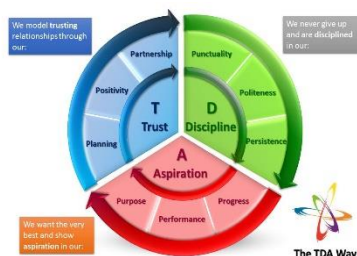 We model trusting
relationships through
our:
We never give up
and are disciplined
in our:
Partnership
Positivity
Planning
T
Trust
Punctuality
Politeness
Persistence
D
Discipline
A
Aspiration
Purpose
Performance
Progress
We want the very
best and show
aspiration in our:
The TDA Way